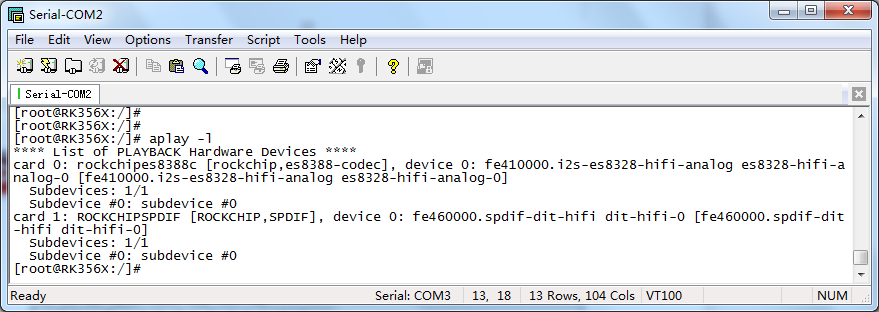 Serial-COM2
File Edit View Options Transfer Script Tools Help
Serial-COM2
[root@RK356X:/]#
[root@RK356X:/]#
[root@RK356X:/]# aplay -l
**** List of PLAYBACK Hardware Devices ****
card 0: rockchipes8388c [rockchip,es8388-codec], device 0: fe410000.i2s-es8328-hifi-analog es8328-hifi-a
nalog-0 [fe410000.i2s-es8328-hifi-analog es8328-hifi-analog-0]
  Subdevices: 1/1
  Subdevice #0: subdevice #0
card 1: ROCKCHIPSPDIF [ROCKCHIP,SPDIF], device 0: fe460000.spdif-dit-hifi dit-hifi-0 [fe460000.spdif-dit
-hifi dit-hifi-0]
  Subdevices: 1/1
  Subdevice #0: subdevice #0
[root@RK356X:/]#
Ready Serial: COM3 13, 18 13 Rows, 104 Cols VT100 NUM